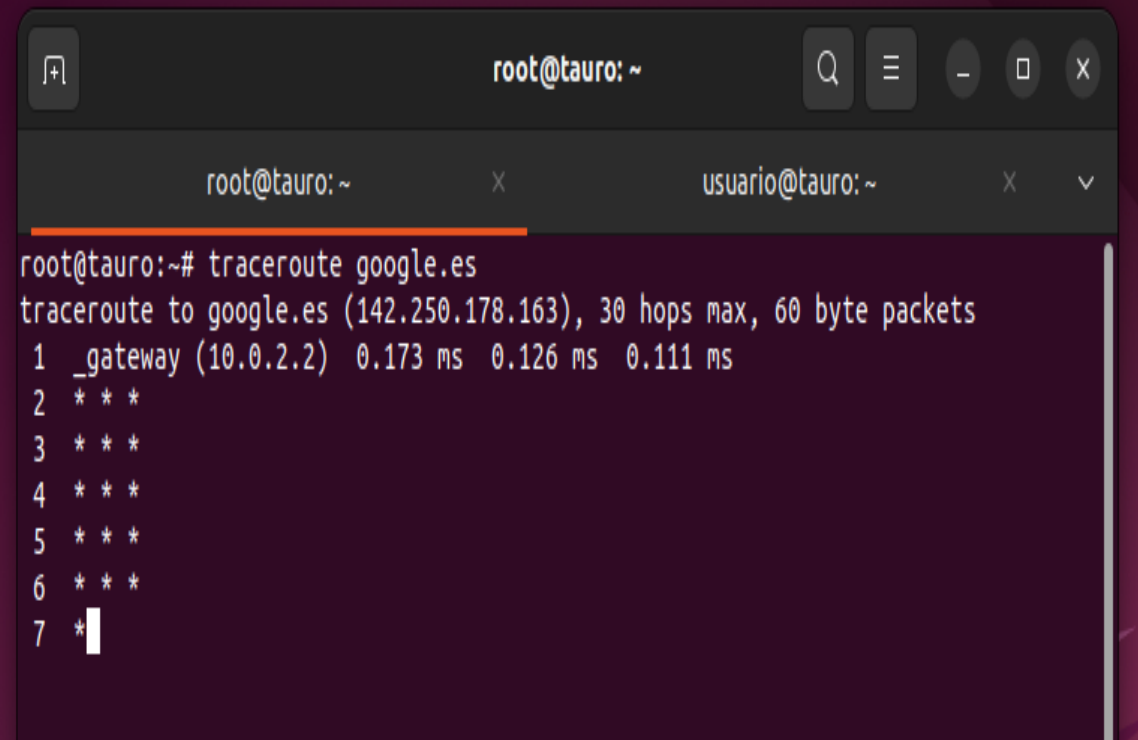 root@tauro: ~
root@tauro: ~ usuario@tauro: ~
root@tauro:~# traceroute google.es
traceroute to google.es (142.250.178.163), 30 hops max, 60 byte packets
 1  _gateway (10.0.2.2)  0.173 ms  0.126 ms  0.111 ms
 2  * * *
 3  * * *
 4  * * *
 5  * * *
 6  * * *
 7  *